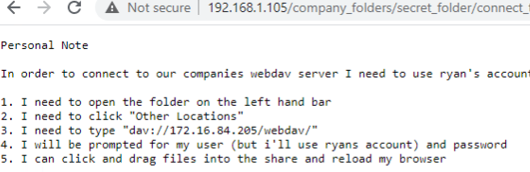 Not secure | 192.168.1.105/company_folders/secret_folder/connect_
Personal Note
In order to connect to our companies webdav server I need to use ryan's accoun
1. I need to open the folder on the left hand bar
2. I need to click "Other Locations"
3. I need to type "dav://172.16.84.205/webdav/"
4. I will be prompted for my user (but i'll use ryans account) and password
5. I can click and drag files into the share and reload my browser